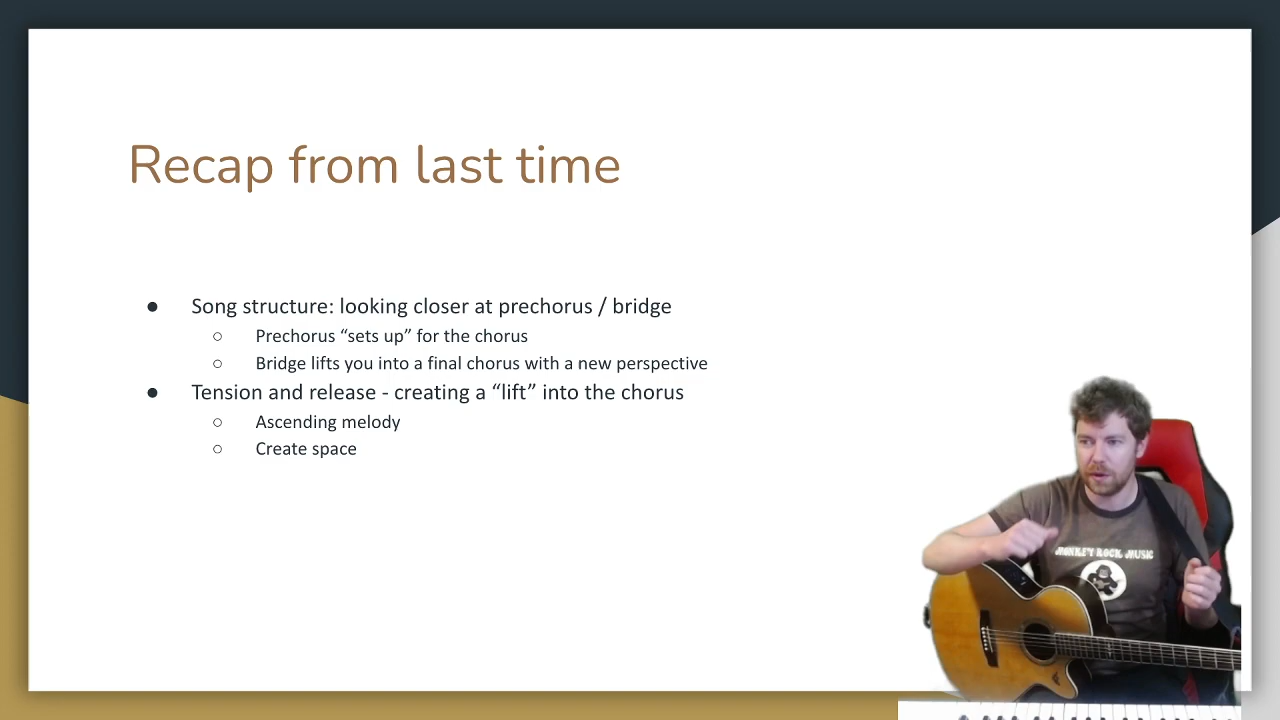 Recap from last time
● Song structure: looking closer at prechorus / bridge
○ Prechorus “sets up” for the chorus
○ Bridge lifts you into a final chorus with a new perspective
● Tension and release - creating a “lift” into the chorus
○ Ascending melody
○ Create space
MONKEY ROCK MUSIC